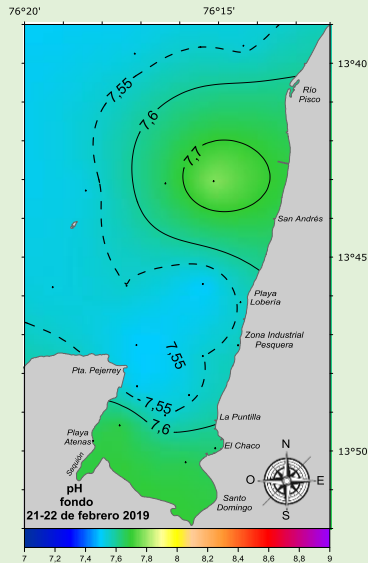 76°20'
76°15'
13°40'
7,55
7,6
Río
Pisco
7,7
San Andrés
13°45'
Playa
Lobería
Zona Industrial
Pesquera
7,55
Pta. Pejerrey
7,55
La Puntilla
7,6
Playa
Atenas
El Chaco
13°50'
Sequión
N
O
E
S
Santo
Domingo
pH
fondo
21-22 de febrero 2019
7 7,2 7,4 7,6 7,8 8 8,2 8,4 8,6 8,8 9